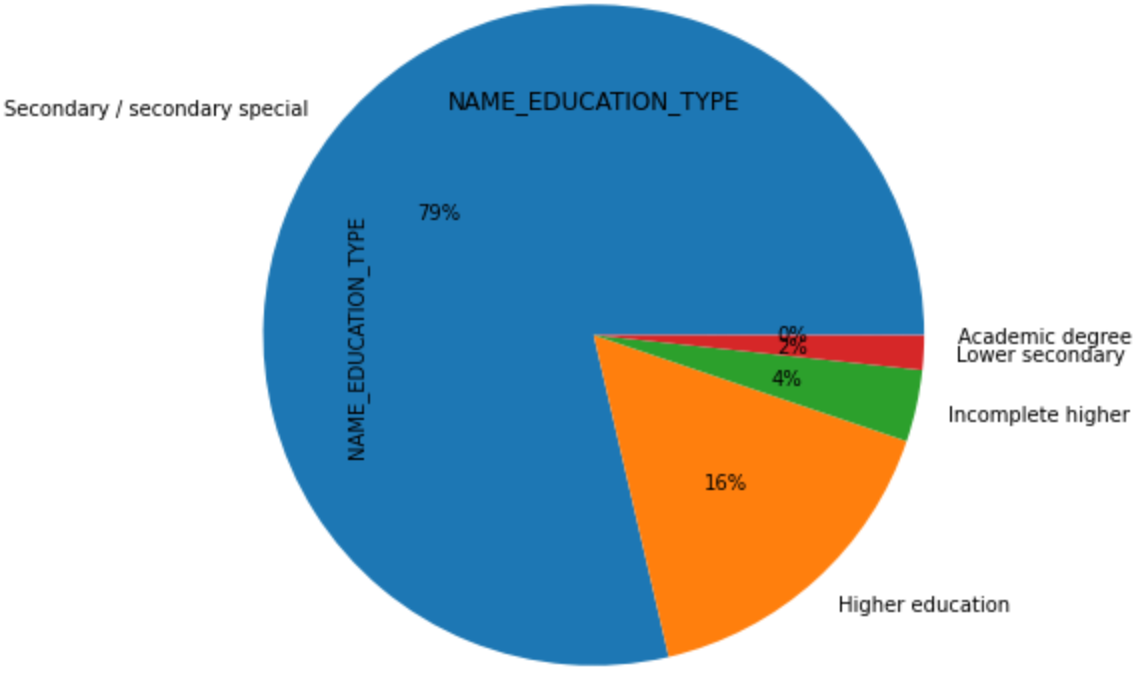 NAME_EDUCATION_TYPE
Secondary / secondary special
79%
NAME_EDUCATION_TYPE
0%
Academic degree
2%
Lower secondary
4%
Incomplete higher
16%
Higher education